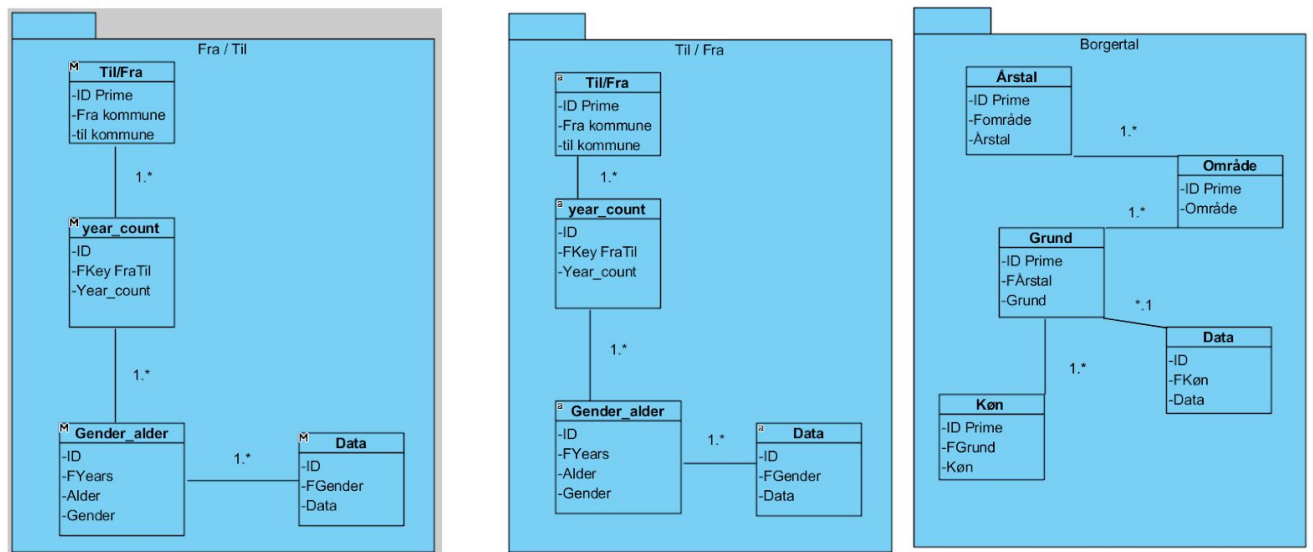 Fra / Til
Til/Fra
-ID Prime
-Fra kommune
-til kommune
1.*
year_count
-ID
-FKey FraTil
-Year_count
1.*
Gender_alder
-ID
-FYears
-Alder
-Gender
1.*
Data
-ID
-FGender
-Data
Til / Fra
Til/Fra
-ID Prime
-Fra kommune
-til kommune
1.*
year_count
-ID
-FKey FraTil
-Year_count
1.*
Gender_alder
-ID
-FYears
-Alder
-Gender
1.*
Data
-ID
-FGender
-Data
Borgertal
Årstal
-ID Prime
-Fområde
-Årstal
1.*
Område
-ID Prime
-Område
1.*
Grund
-ID Prime
-FÅrstal
-Grund
*.1
Data
-ID
-FKøn
-Data
1.*
Køn
-ID Prime
-FGrund
-Køn